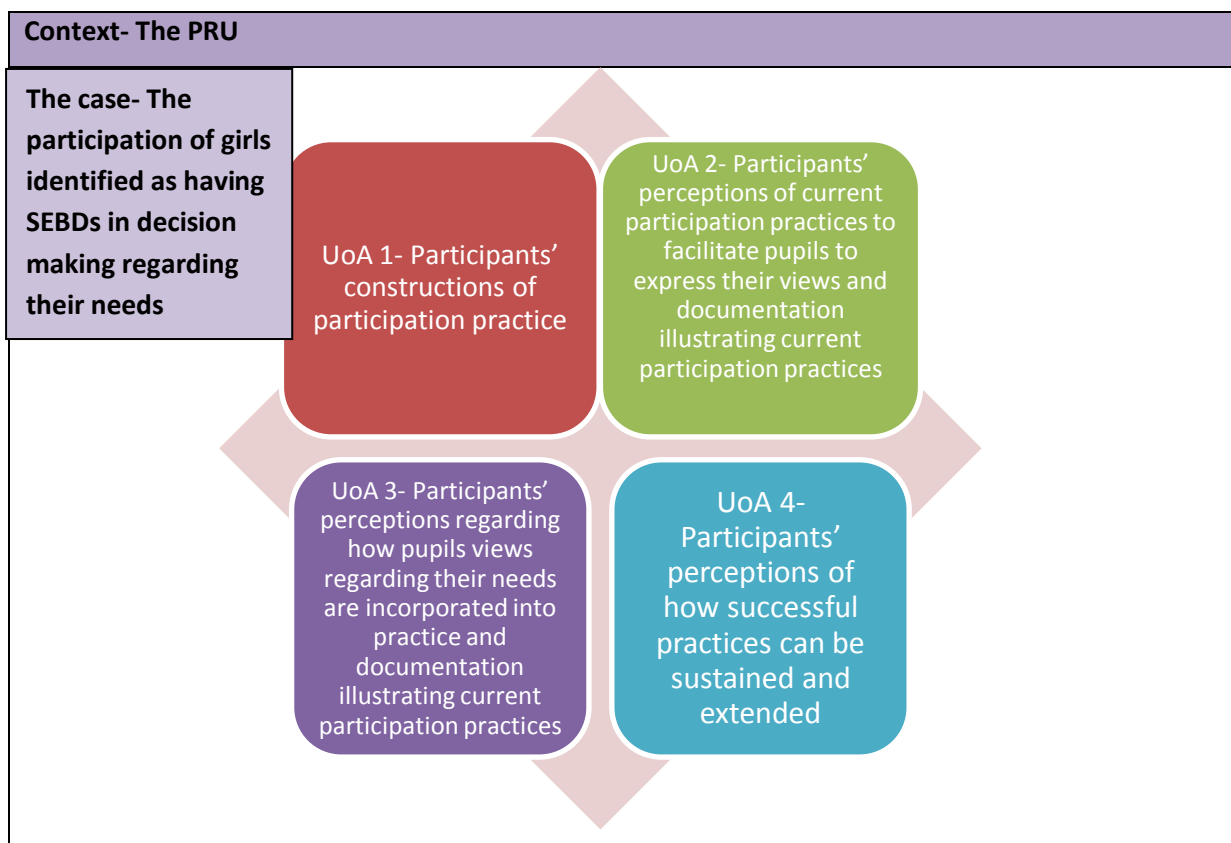 Context- The PRU
The case- The
participation of girls
identified as having
SEBDs in decision
making regarding
their needs
UoA 1- Participants’
constructions of
participation practice
UoA 2- Participants’
perceptions of current
participation practices to
facilitate pupils to
express their views and
documentation
illustrating current
participation practices
UoA 3- Participants’
perceptions regarding
how pupils views
regarding their needs
are incorporated into
practice and
documentation
illustrating current
participation practices
UoA 4-
Participants’
perceptions of
how successful
practices can be
sustained and
extended